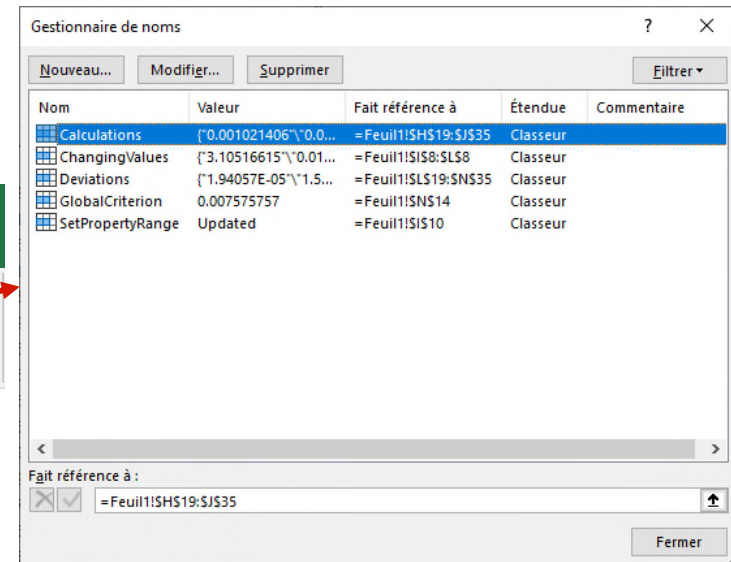 Gestionnaire de noms ? ×
Nouveau... Modifier... Supprimer Filtrer
Nom Valeur Fait référence à Étendue Commentaire
Calculations {"0.001021406"\"0.0... =Feuil1!$H$19:$J$35 Classeur
ChangingValues {"3.10516615"\"0.01... =Feuil1!$I$8:$L$8 Classeur
Deviations {"1.94057E-05"\"1.5... =Feuil1!$L$19:$N$35 Classeur
GlobalCriterion 0.007575757 =Feuil1!$N$14 Classeur
SetPropertyRange Updated =Feuil1!$I$10 Classeur
Fait référence à :
=Feuil1!$H$19:$J$35
Fermer